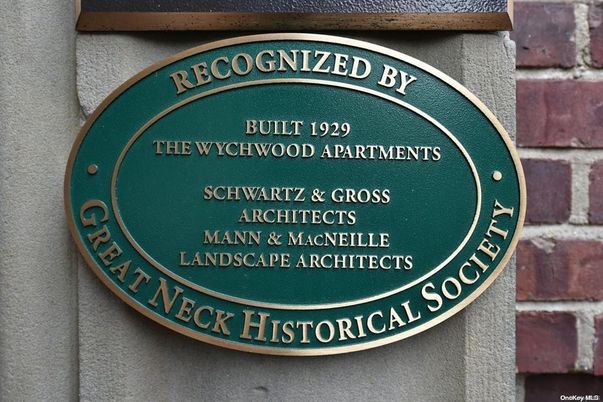 RECOGNIZED BY
BUILT 1929
THE WYCHWOOD APARTMENTS
SCHWARTZ & GROSS
ARCHITECTS
MANN & MACNEILLE
LANDSCAPE ARCHITECTS
GREAT NECK HISTORICAL SOCIETY
OneKey MLS